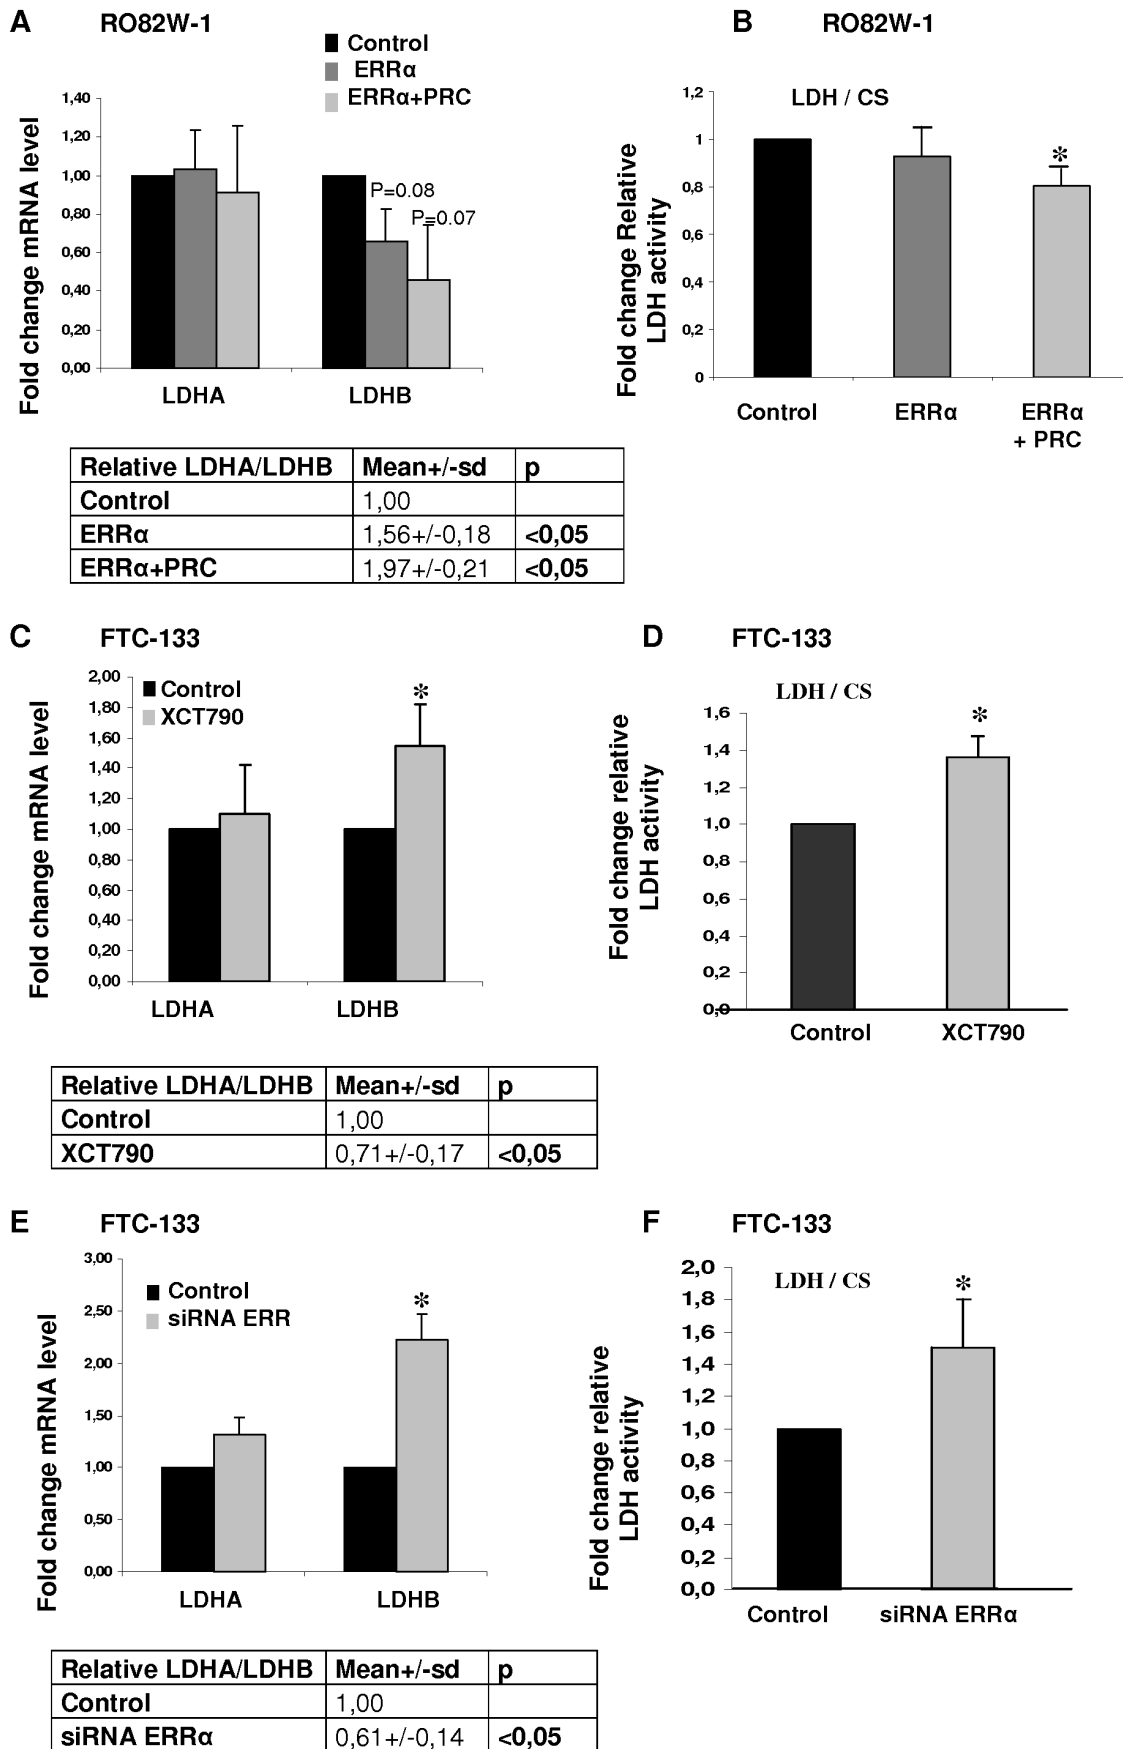 A RO82W-1
Control
ERRα
ERRα+PRC
Fold change mRNA level
1,40
1,20
1,00
0,80
0,60
0,40
0,20
0,00
P=0.08
P=0.07
LDHA LDHB
Relative LDHA/LDHB Mean+/-sd p
Control 1,00
ERRα 1,56+/-0,18 <0,05
ERRα+PRC 1,97+/-0,21 <0,05
B RO82W-1
LDH / CS
Fold change Relative
LDH activity
1,2
1
0,8
0,6
0,4
0,2
0
*
Control ERRα ERRα
+ PRC
C FTC-133
Control
XCT790
Fold change mRNA level
2,00
1,80
1,60
1,40
1,20
1,00
0,80
0,60
0,40
0,20
0,00
*
LDHA LDHB
Relative LDHA/LDHB Mean+/-sd p
Control 1,00
XCT790 0,71+/-0,17 <0,05
D FTC-133
LDH / CS
Fold change relative
LDH activity
1,6
1,4
1,2
1,0
0,8
0,6
0,4
0,2
0,0
*
Control XCT790
E FTC-133
Control
siRNA ERR
Fold change mRNA level
3,00
2,50
2,00
1,50
1,00
0,50
0,00
*
LDHA LDHB
Relative LDHA/LDHB Mean+/-sd p
Control 1,00
siRNA ERRα 0,61+/-0,14 <0,05
F FTC-133
LDH / CS
Fold change relative
LDH activity
2,0
1,8
1,6
1,4
1,2
1,0
0,8
0,6
0,4
0,2
0,0
*
Control siRNA ERRα